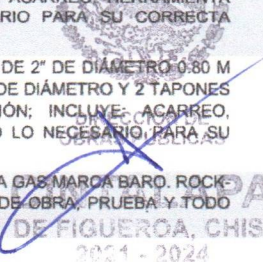 ACARREO, HERRAMIENTA
RIO PARA SU CORRECTA
DE 2" DE DIÁMETRO 0.80 M
DE DIÁMETRO Y 2 TAPONES
IÓN; INCLUYE: ACARREO,
O LO NECESARIO PARA SU
OBRAS PUBLICAS
A GAS MARCA BARO. ROCK-
DE OBRA, PRUEBA Y TODO
DE FIGUEROA, CHIS
2021 - 2024